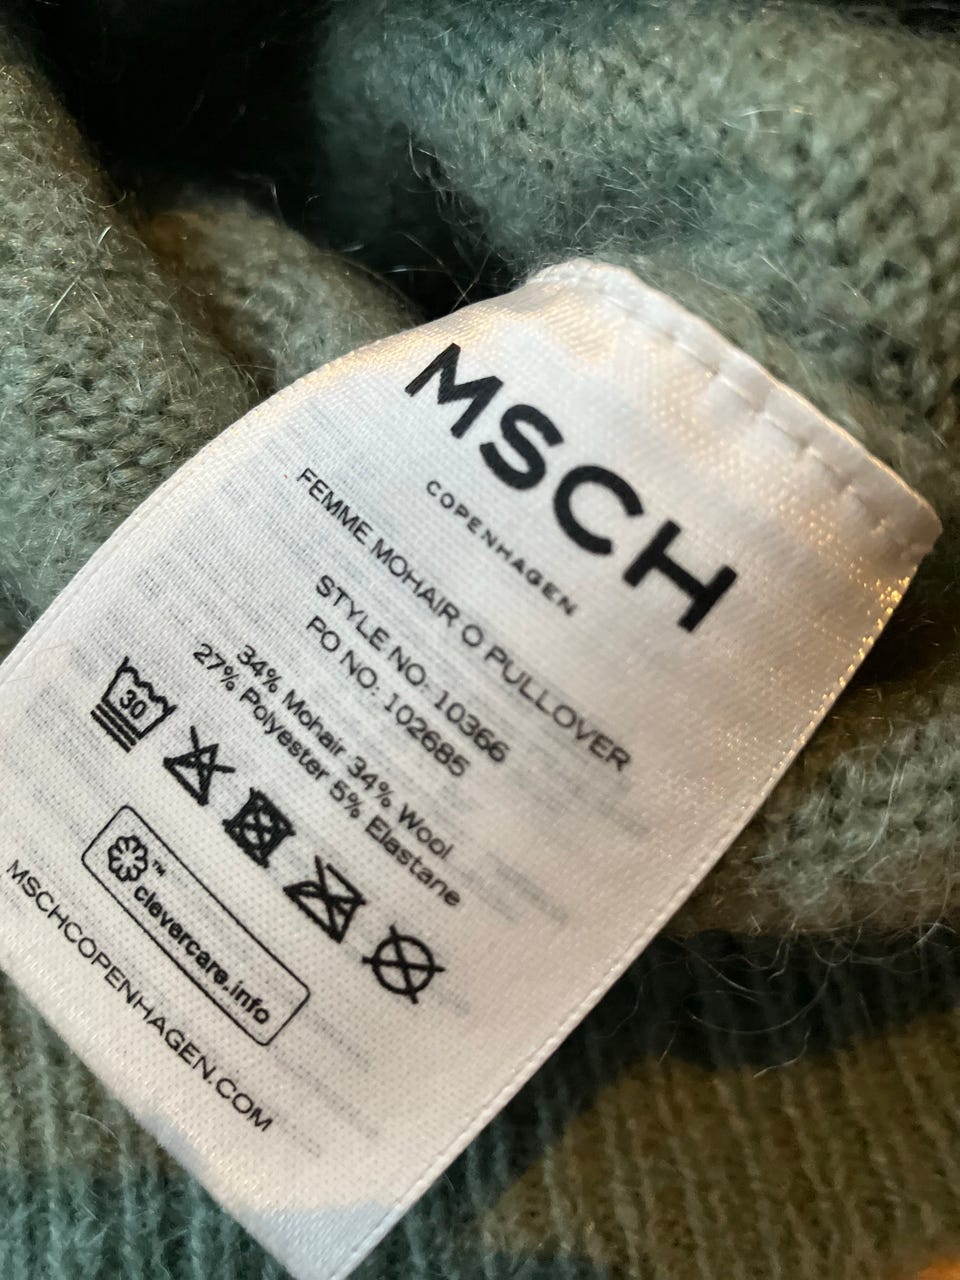 MSCH
COPENHAGEN
FEMME MOHAIR O PULLOVER
STYLE NO: 10366
PO NO: 102685
34% Mohair 34% Wool
27% Polyester 5% Elastane
30
™
clevercare.info
MSCHCOPENHAGEN.COM